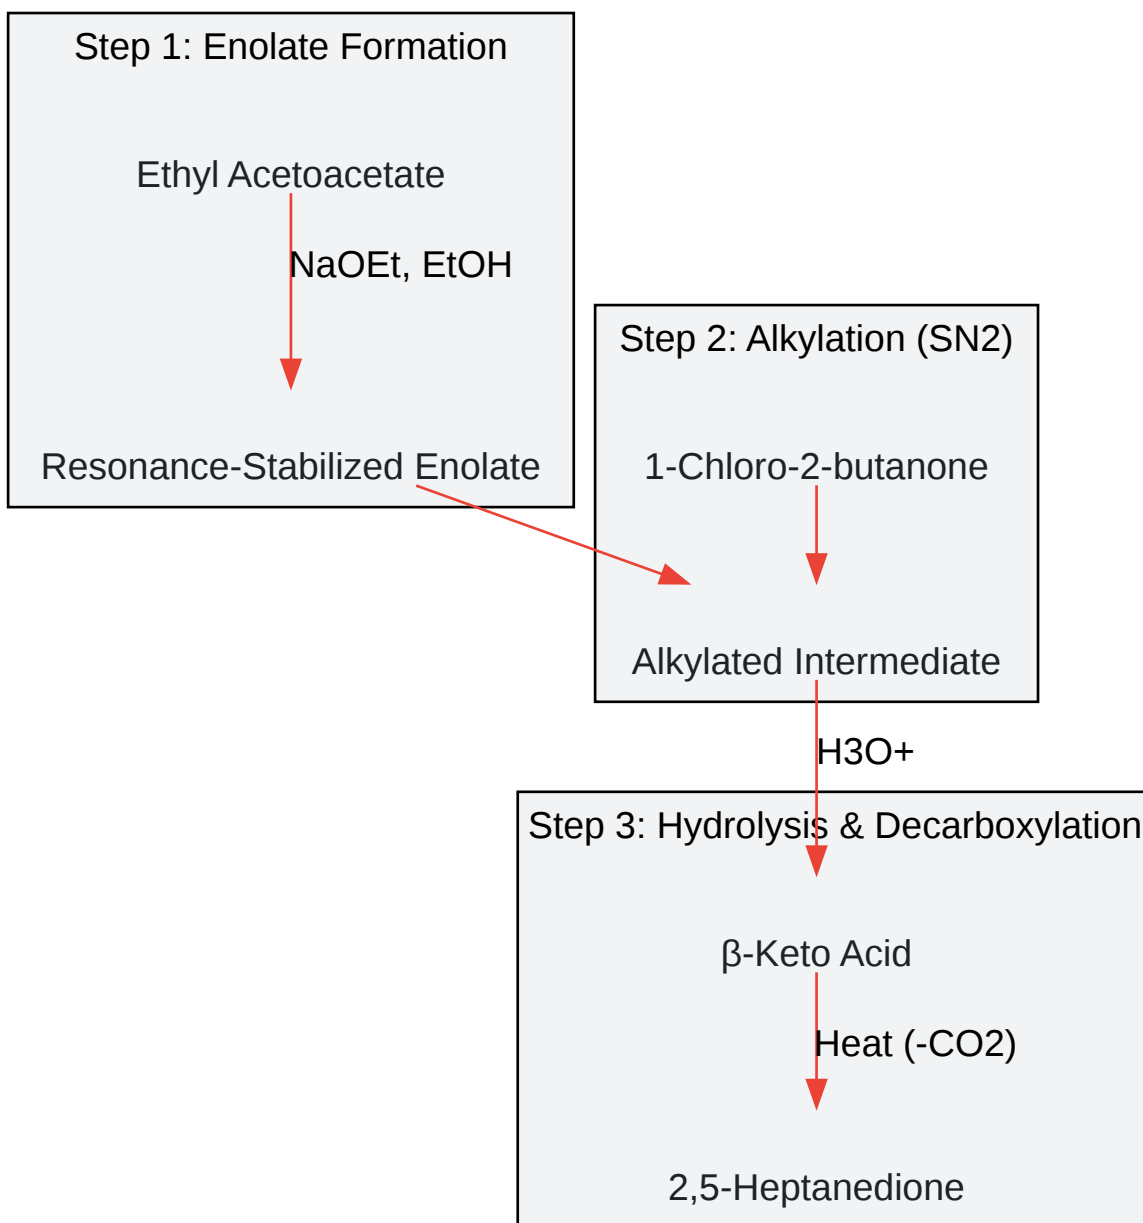 Step 1: Enolate Formation
Ethyl Acetoacetate
NaOEt, EtOH
Resonance-Stabilized Enolate
Step 2: Alkylation (SN2)
1-Chloro-2-butanone
Alkylated Intermediate
H3O+
Step 3: Hydrolysis & Decarboxylation
β-Keto Acid
Heat (-CO2)
2,5-Heptanedione